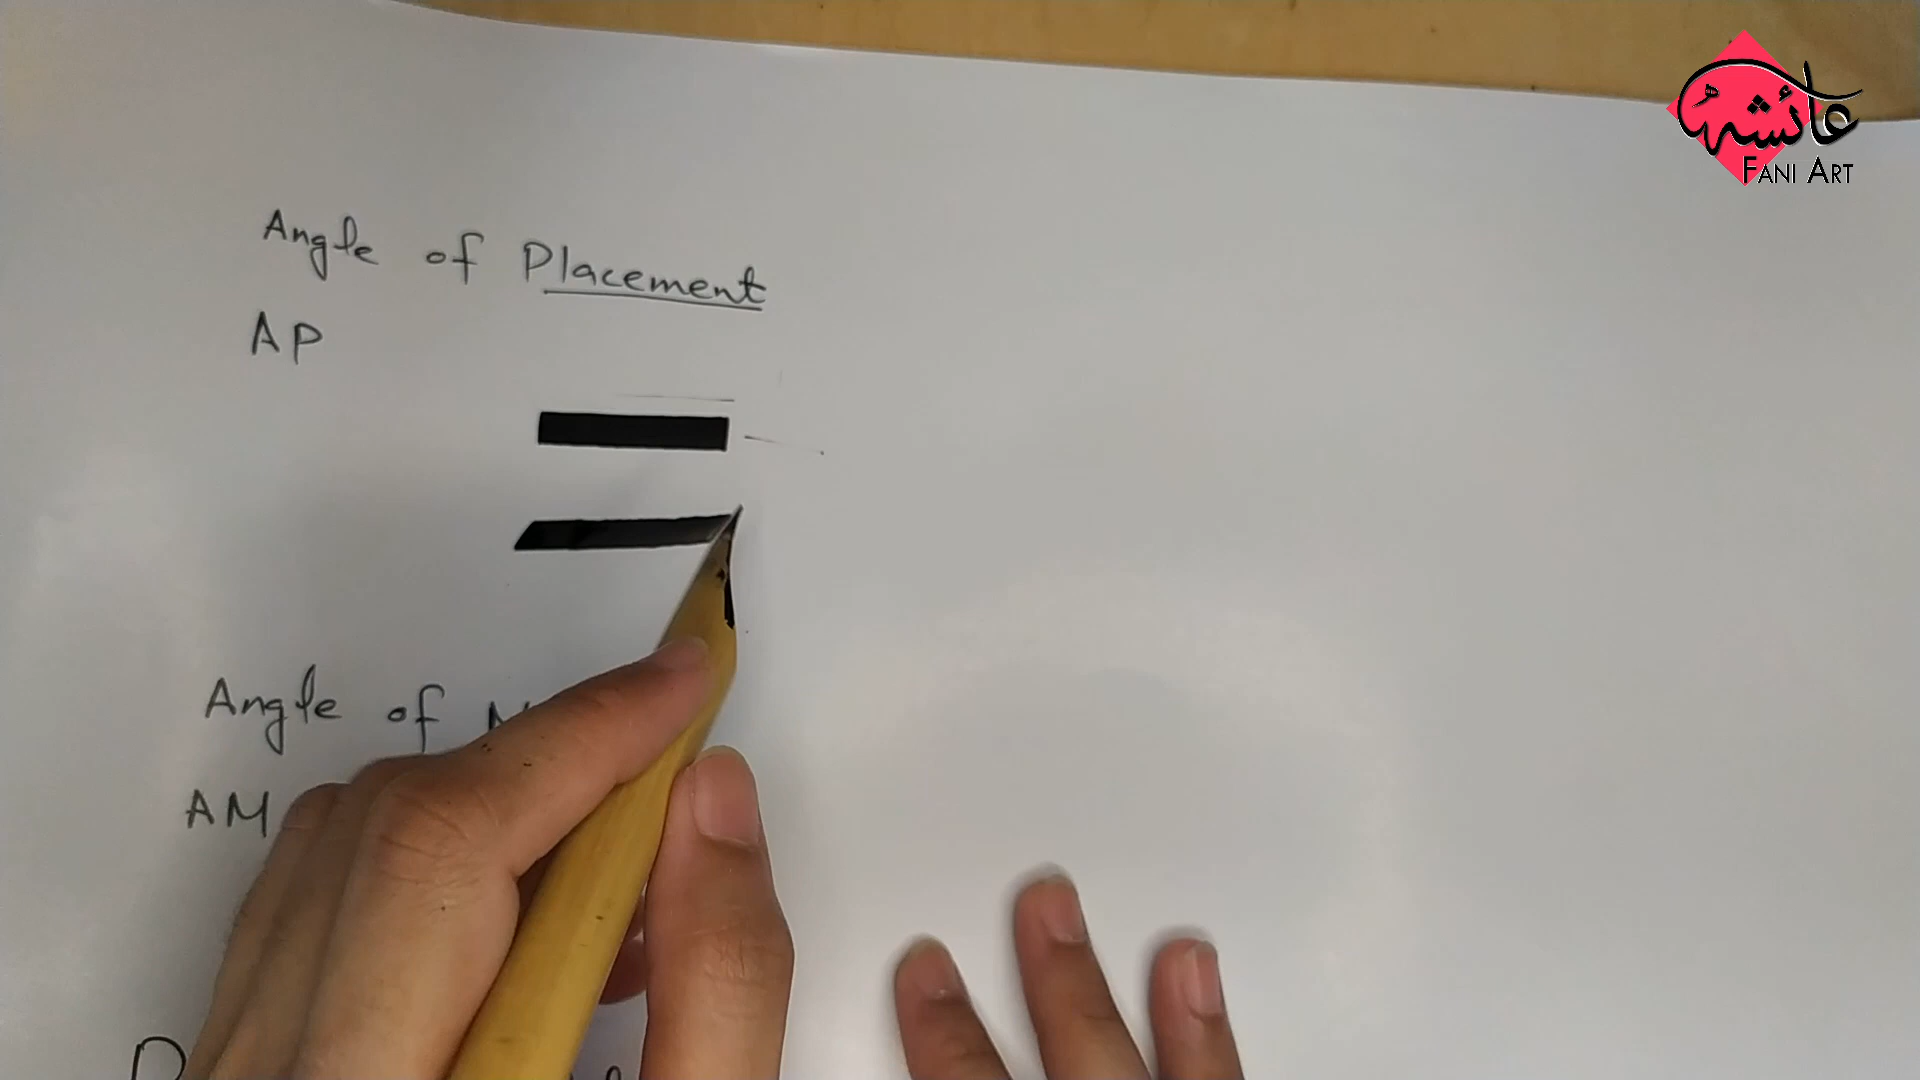 عائشہ
FANI ART
Angle of Placement
AP
Angle of
AM